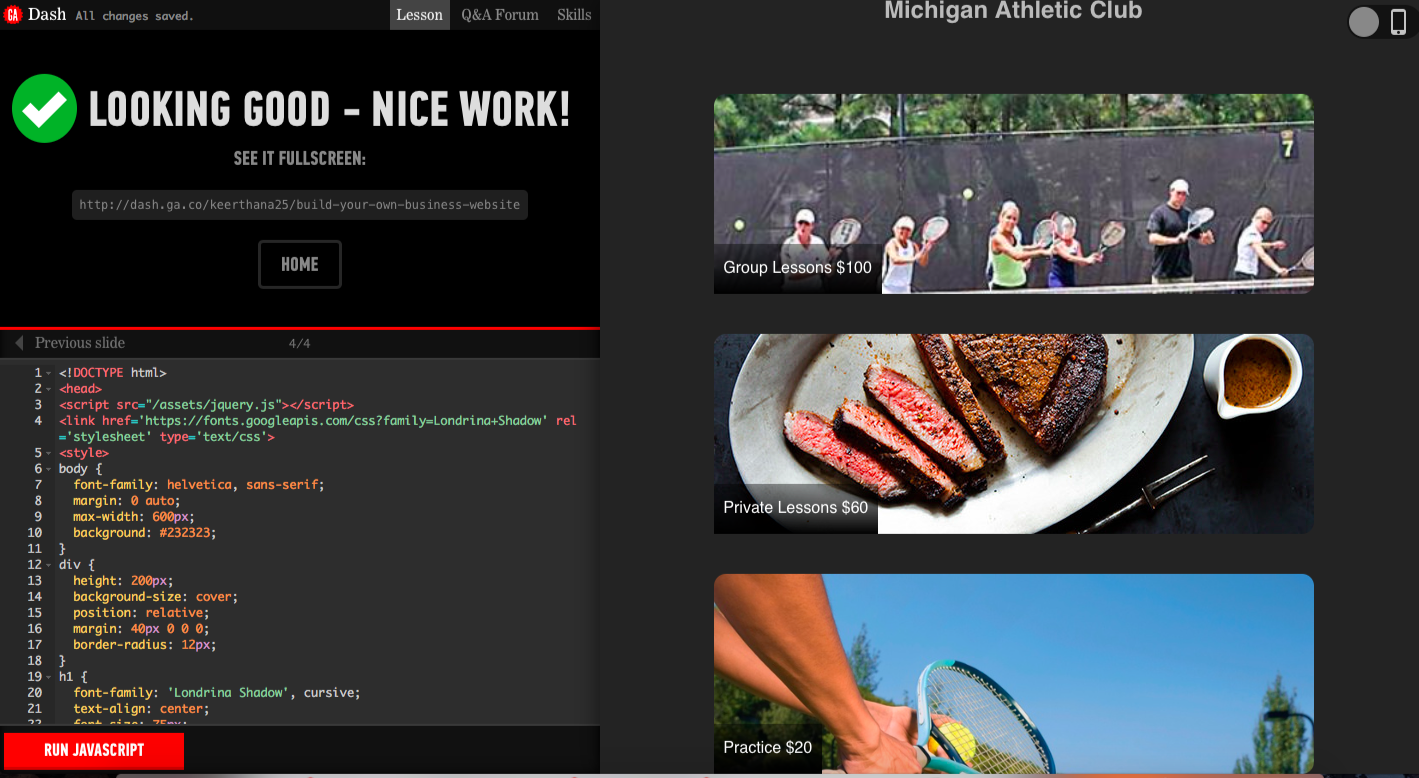 GA Dash All changes saved. Lesson Q&A Forum Skills
LOOKING GOOD - NICE WORK!
SEE IT FULLSCREEN:
http://dash.ga.co/keerthana25/build-your-own-business-website
HOME
Previous slide 4/4
1 <!DOCTYPE html>
2 <head>
3 <script src="/assets/jquery.js"></script>
4 <link href='https://fonts.googleapis.com/css?family=Londrina+Shadow' rel
='stylesheet' type='text/css'>
5 <style>
6 body {
7 font-family: helvetica, sans-serif;
8 margin: 0 auto;
9 max-width: 600px;
10 background: #232323;
11 }
12 div {
13 height: 200px;
14 background-size: cover;
15 position: relative;
16 margin: 40px 0 0 0;
17 border-radius: 12px;
18 }
19 h1 {
20 font-family: 'Londrina Shadow', cursive;
21 text-align: center;
22 font-size: 75px;
RUN JAVASCRIPT
Michigan Athletic Club
7
Group Lessons $100
Private Lessons $60
Practice $20